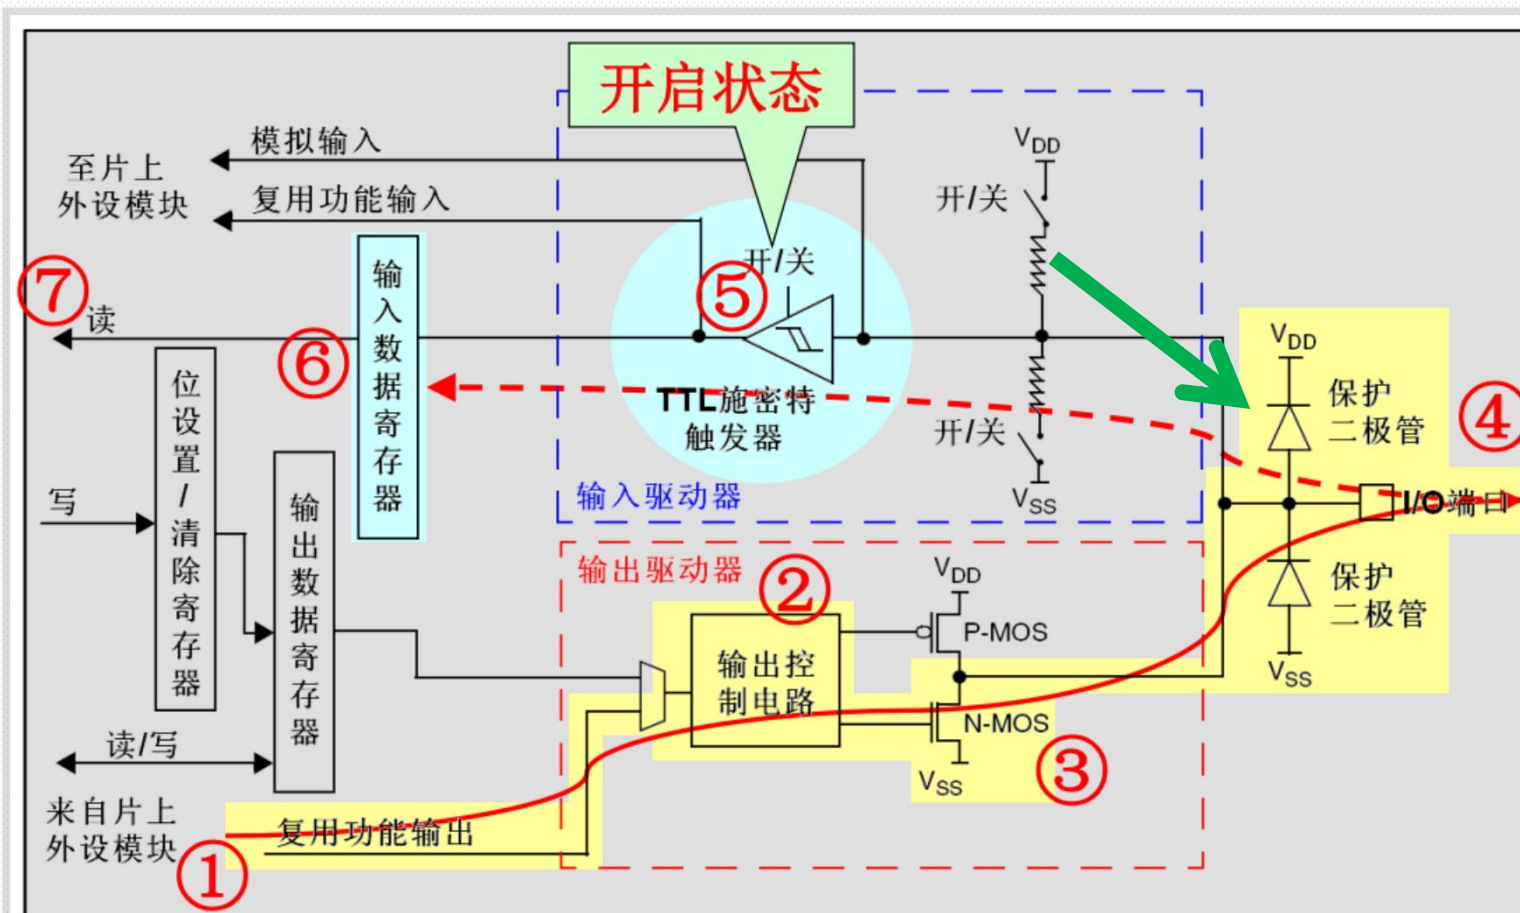 开启状态
模拟输入
至片上
外设模块
复用功能输入
V_DD
开/关
开/关
⑤
⑦
读
⑥
输入数据寄存器
TTL施密特
触发器
开/关
V_SS
输入驱动器
V_DD
保护
二极管
④
I/O端口
保护
二极管
V_SS
位设置/清除寄存器
写
输出数据寄存器
读/写
来自片上
外设模块
①
复用功能输出
输出驱动器
②
输出控
制电路
V_DD
P-MOS
N-MOS
③
V_SS